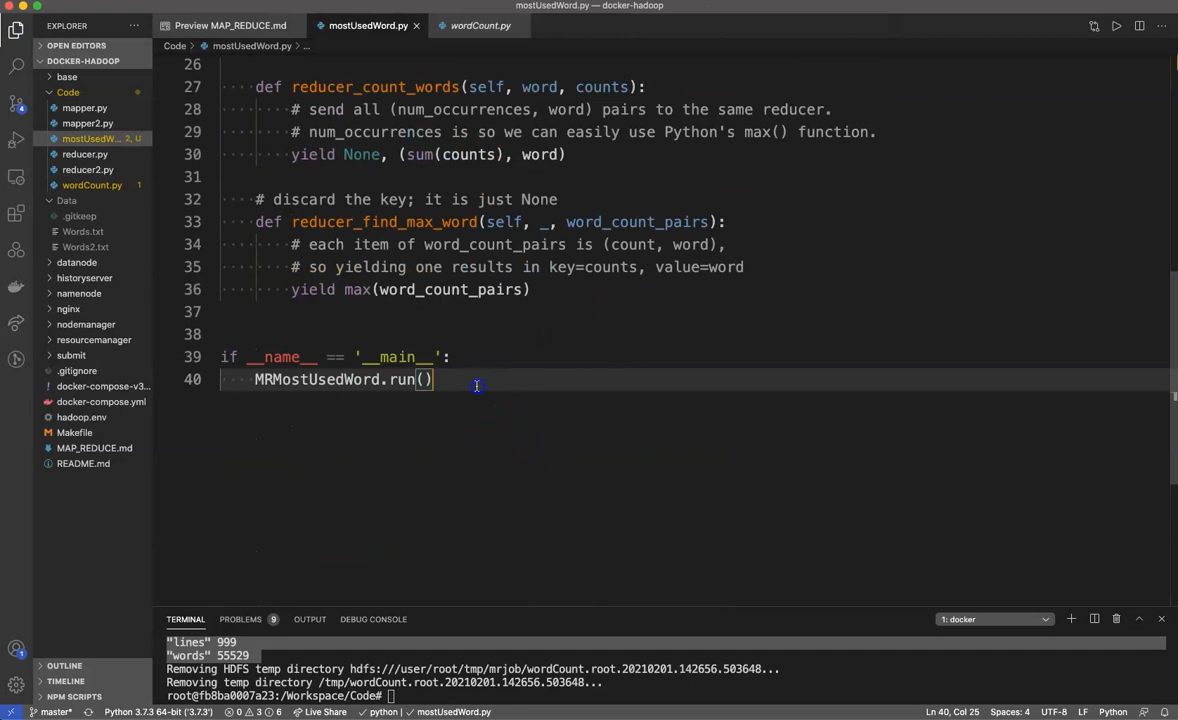 mostUsedWord.py — docker-hadoop
EXPLORER ···
Preview MAP_REDUCE.md
mostUsedWord.py ×
wordCount.py
Code > mostUsedWord.py > ...
OPEN EDITORS
DOCKER-HADOOP
base
Code
mapper.py
mapper2.py
mostUsedW... 2, U
reducer.py
reducer2.py
wordCount.py 1
Data
.gitkeep
Words.txt
Words2.txt
datanode
historyserver
namenode
nginx
nodemanager
resourcemanager
submit
.gitignore
docker-compose-v3...
docker-compose.yml
hadoop.env
Makefile
MAP_REDUCE.md
README.md
OUTLINE
TIMELINE
NPM SCRIPTS
4
1
26
27 def reducer_count_words(self, word, counts):
28 # send all (num_occurrences, word) pairs to the same reducer.
29 # num_occurrences is so we can easily use Python's max() function.
30 yield None, (sum(counts), word)
31
32 # discard the key; it is just None
33 def reducer_find_max_word(self, _, word_count_pairs):
34 # each item of word_count_pairs is (count, word),
35 # so yielding one results in key=counts, value=word
36 yield max(word_count_pairs)
37
38
39 if __name__ == '__main__':
40 MRMostUsedWord.run()
TERMINAL PROBLEMS 9 OUTPUT DEBUG CONSOLE 1: docker
"lines" 999
"words" 55529
Removing HDFS temp directory hdfs:///user/root/tmp/mrjob/wordCount.root.20210201.142656.503648...
Removing temp directory /tmp/wordCount.root.20210201.142656.503648...
root@fb8ba0007a23:/Workspace/Code#
master* Python 3.7.3 64-bit ('3.7.3') 0 3 6 Live Share python | mostUsedWord.py Ln 40, Col 25 Spaces: 4 UTF-8 LF Python